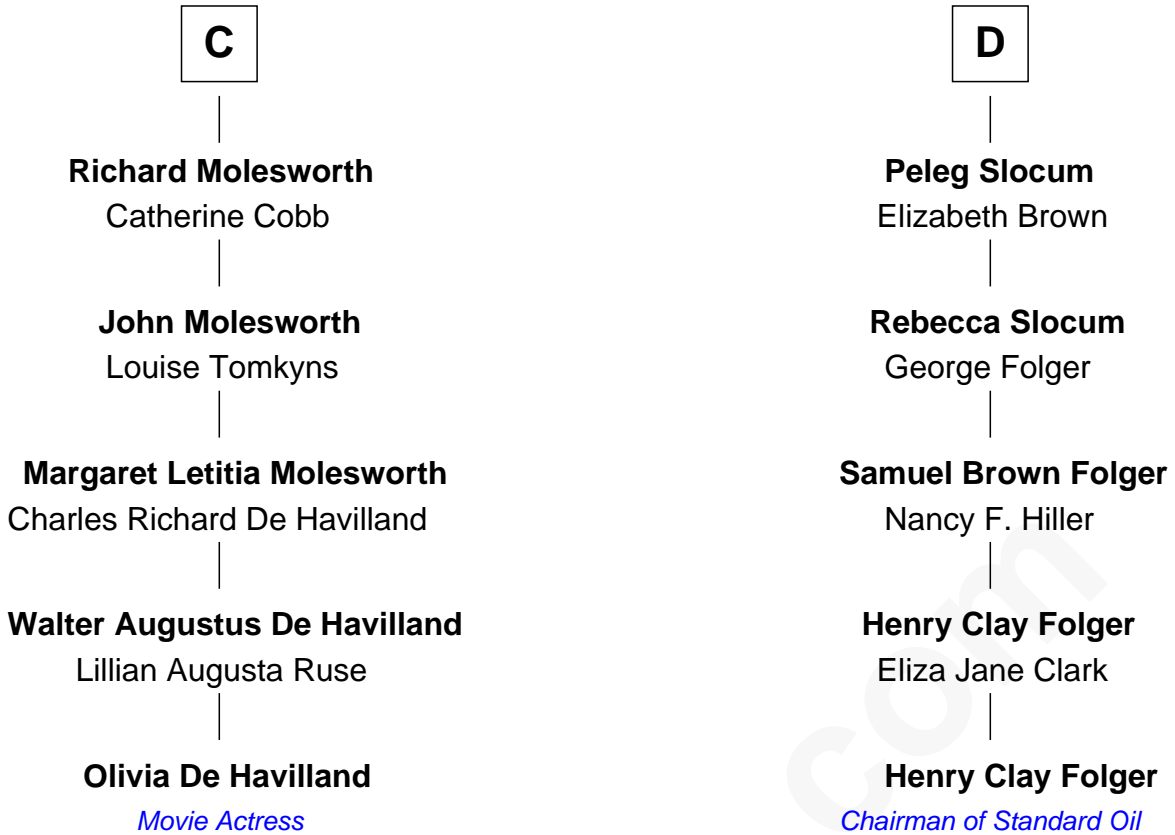 C
Richard Molesworth
Catherine Cobb
John Molesworth
Louise Tomkyns
Margaret Letitia Molesworth
Charles Richard De Havilland
Walter Augustus De Havilland
Lillian Augusta Ruse
Olivia De Havilland
Movie Actress
D
Peleg Slocum
Elizabeth Brown
Rebecca Slocum
George Folger
Samuel Brown Folger
Nancy F. Hiller
Henry Clay Folger
Eliza Jane Clark
Henry Clay Folger
Chairman of Standard Oil
com